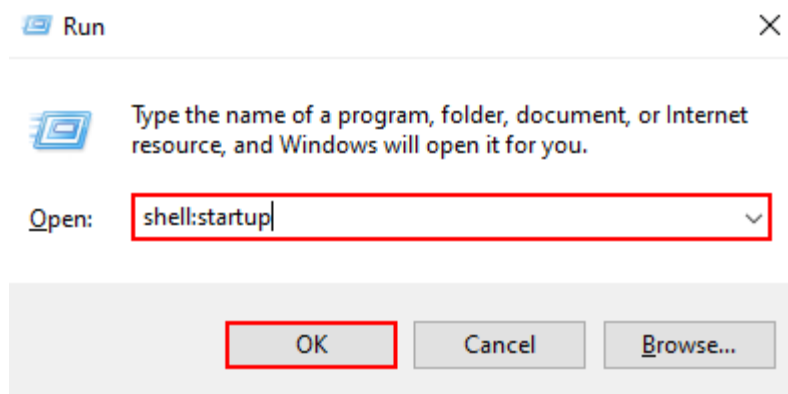 Run
Type the name of a program, folder, document, or Internet
resource, and Windows will open it for you.
Open: shell:startup
OK Cancel Browse...